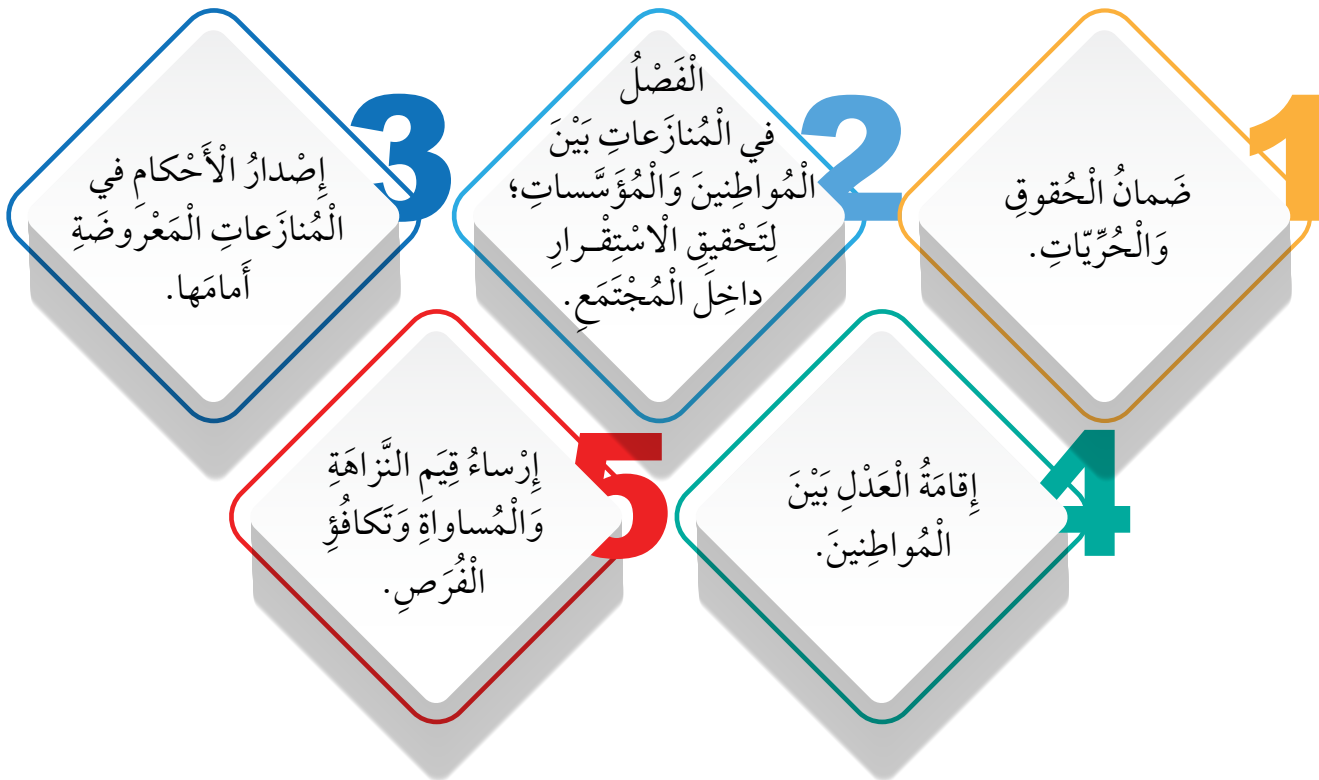 1
ضَمانُ الْحُقوقِ
وَالْحُرِّيّاتِ.
2
الْفَصْلُ
في الْمُنازَعاتِ بَيْنَ
الْمُواطِنينَ وَالْمُؤَسَّساتِ؛
لِتَحْقيقِ الْاسْتِقْـرارِ
داخِلَ الْمُجْتَمَعِ.
3
إِصْدارُ الْأَحْكامِ في
الْمُنازَعاتِ الْمَعْروضَةِ
أَمامَها.
4
إِقامَةُ الْعَدْلِ بَيْنَ
الْمُواطِنينَ.
5
إِرْساءُ قِيَمِ النَّزاهَةِ
وَالْمُساواةِ وَتَكافُؤِ
الْفُرَصِ.